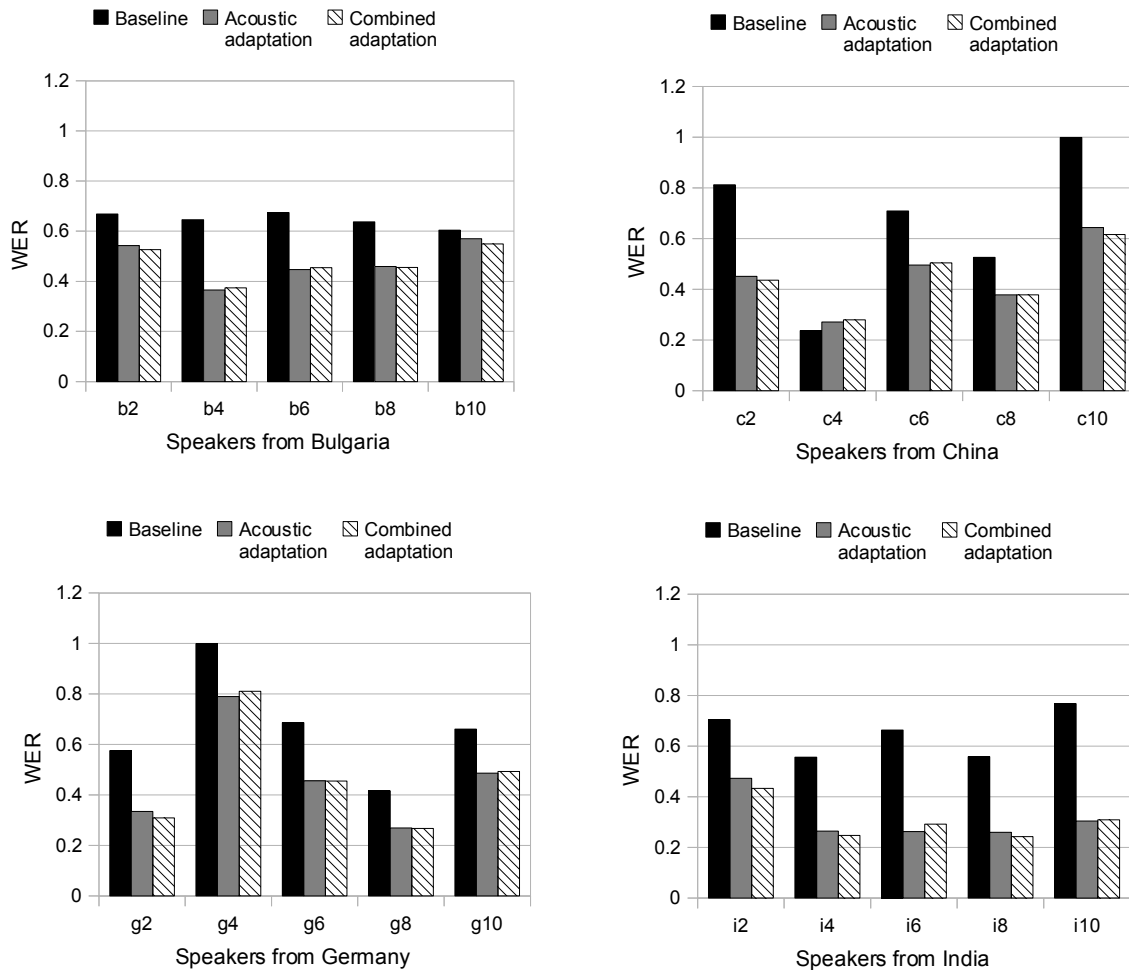 Baseline Acoustic adaptation Combined adaptation
1.2
1
0.8
0.6
0.4
0.2
0
WER
b2 b4 b6 b8 b10
Speakers from Bulgaria
Baseline Acoustic adaptation Combined adaptation
1.2
1
0.8
0.6
0.4
0.2
0
WER
c2 c4 c6 c8 c10
Speakers from China
Baseline Acoustic adaptation Combined adaptation
1.2
1
0.8
0.6
0.4
0.2
0
WER
g2 g4 g6 g8 g10
Speakers from Germany
Baseline Acoustic adaptation Combined adaptation
1.2
1
0.8
0.6
0.4
0.2
0
WER
i2 i4 i6 i8 i10
Speakers from India